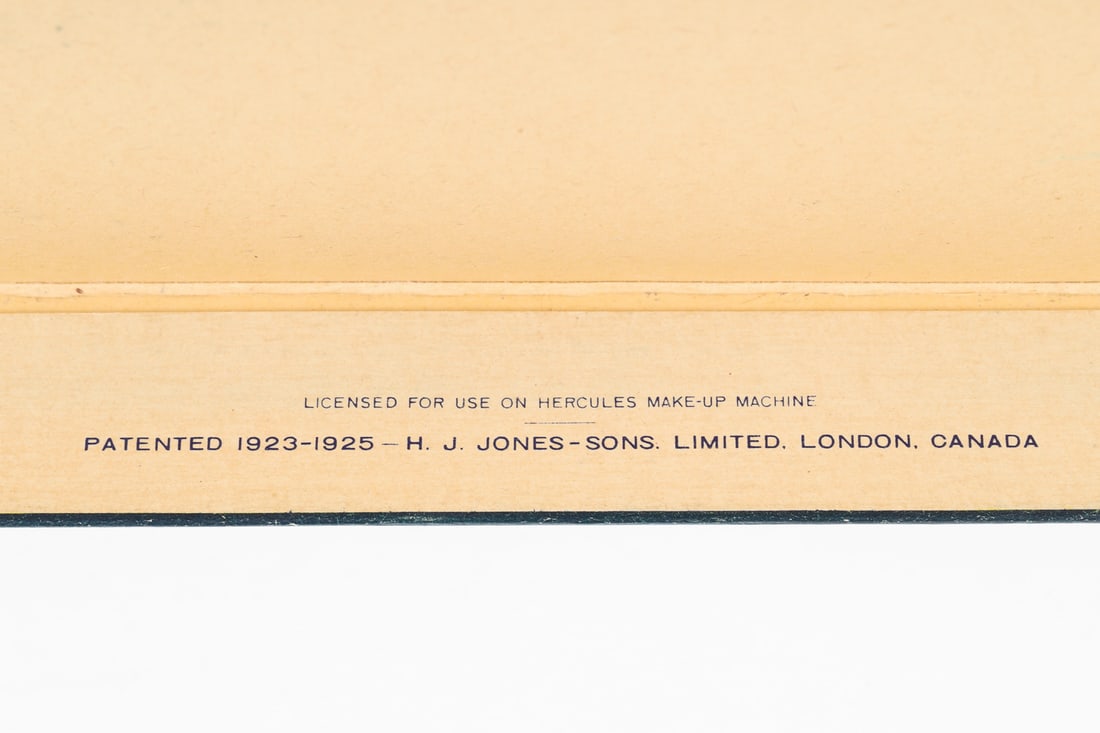 LICENSED FOR USE ON HERCULES MAKE-UP MACHINE
PATENTED 1923-1925 — H. J. JONES-SONS. LIMITED. LONDON, CANADA